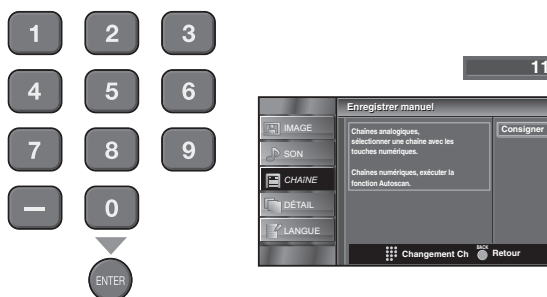 1 2 3
4 5 6
7 8 9
– 0
ENTER
11
Enregistrer manuel
IMAGE
SON
CHAÎNE
DÉTAIL
LANGUE
Chaînes analogiques,
sélectionner une chaîne avec les
touches numériques.
Chaînes numériques, exécuter la
fonction Autoscan.
Consigner
Changement Ch BACK Retour